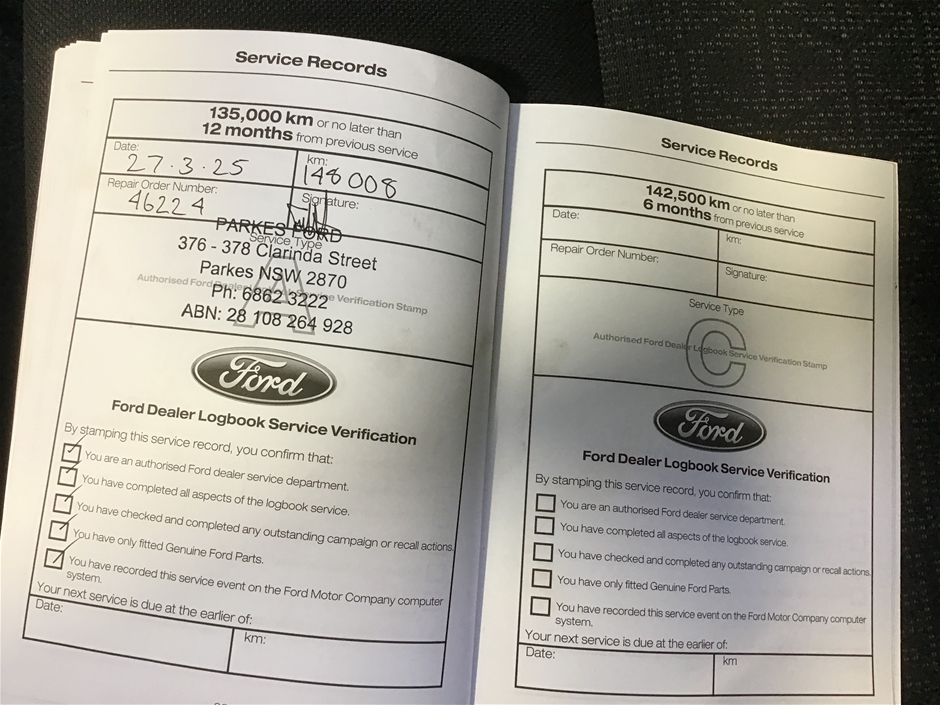 Service Records
135,000 km or no later than
12 months from previous service
Date:
27.3.25
km:
148 008
Repair Order Number:
46224
Signature:
PARKES FORD
Service Type
376 - 378 Clarinda Street
Parkes NSW 2870
Authorised Ford Dealer Logbook Service Verification Stamp
A
Ph: 6862 3222
ABN: 28 108 264 928
Ford
Ford Dealer Logbook Service Verification
By stamping this service record, you confirm that:
You are an authorised Ford dealer service department.
You have completed all aspects of the logbook service.
You have checked and completed any outstanding campaign or recall actions.
You have only fitted Genuine Ford Parts.
You have recorded this service event on the Ford Motor Company computer
system.
Your next service is due at the earlier of:
Date:
km:
Service Records
142,500 km or no later than
6 months from previous service
Date:
km:
Repair Order Number:
Signature:
Service Type
C
Authorised Ford Dealer Logbook Service Verification Stamp
Ford
Ford Dealer Logbook Service Verification
By stamping this service record, you confirm that:
You are an authorised Ford dealer service department.
You have completed all aspects of the logbook service.
You have checked and completed any outstanding campaign or recall actions.
You have only fitted Genuine Ford Parts.
You have recorded this service event on the Ford Motor Company computer
system.
Your next service is due at the earlier of:
Date:
km